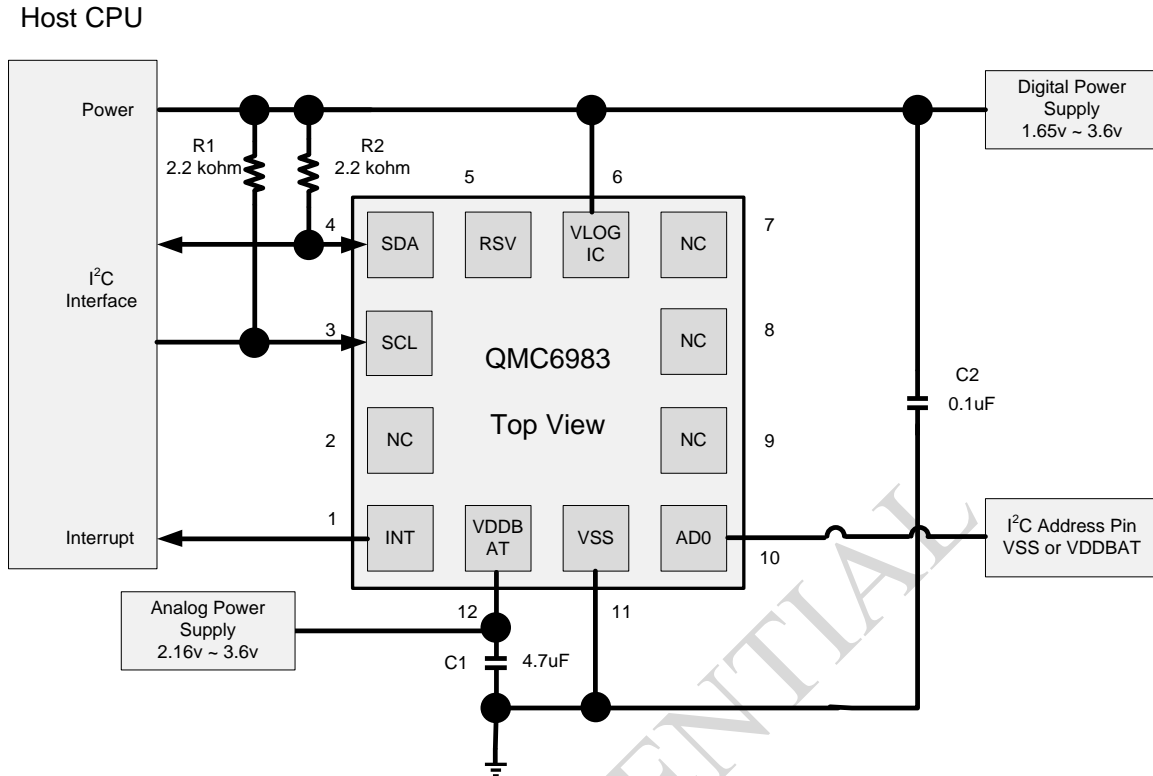 Host CPU
Power
R1
2.2 kohm
R2
2.2 kohm
Digital Power
Supply
1.65v ~ 3.6v
5
6
4
SDA
RSV
VLOG
IC
NC
7
I²C
Interface
3
SCL
NC
8
QMC6983
Top View
C2
0.1uF
2
NC
NC
9
1
Interrupt
INT
VDDB
AT
VSS
AD0
10
I²C Address Pin
VSS or VDDBAT
12
11
Analog Power
Supply
2.16v ~ 3.6v
C1
4.7uF
ENTIAL